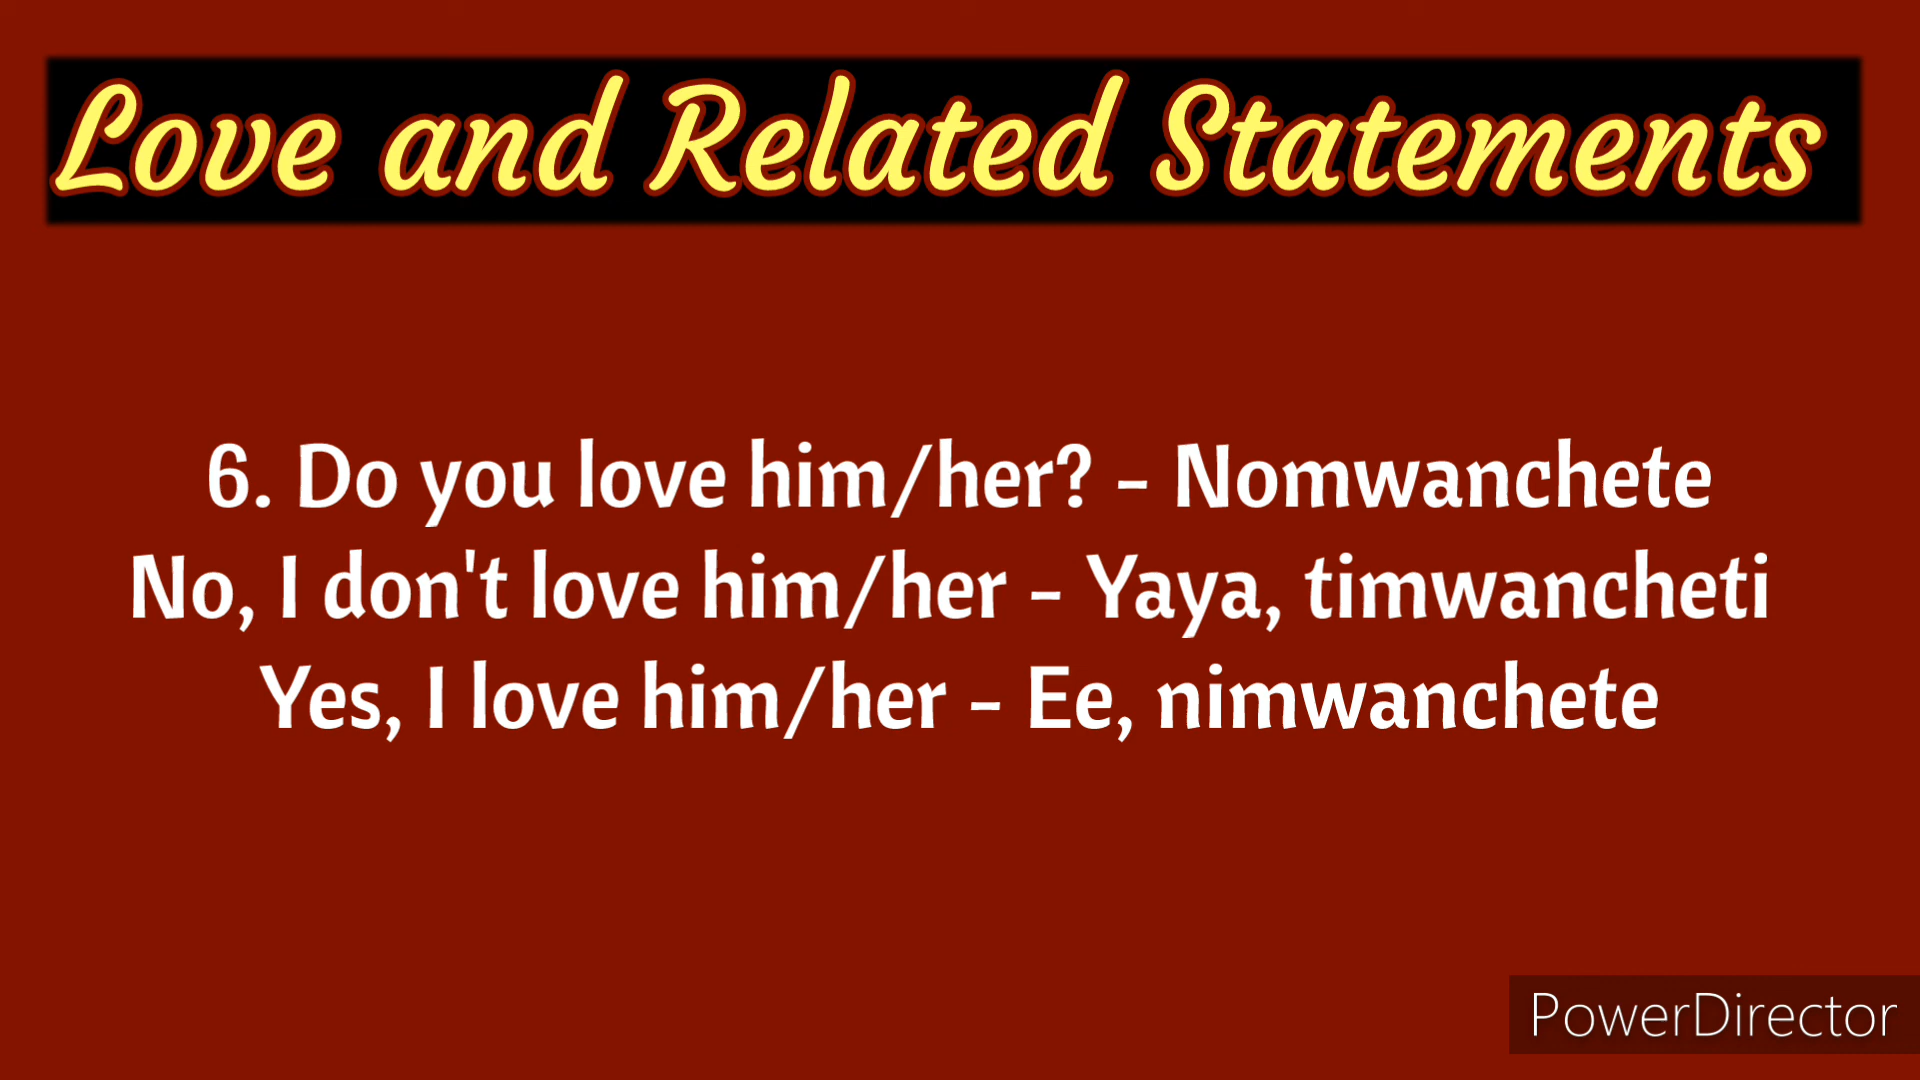 Love and Related Statements
6. Do you love him/her? – Nomwanchete
No, I don't love him/her – Yaya, timwancheti
Yes, I love him/her – Ee, nimwanchete
PowerDirector